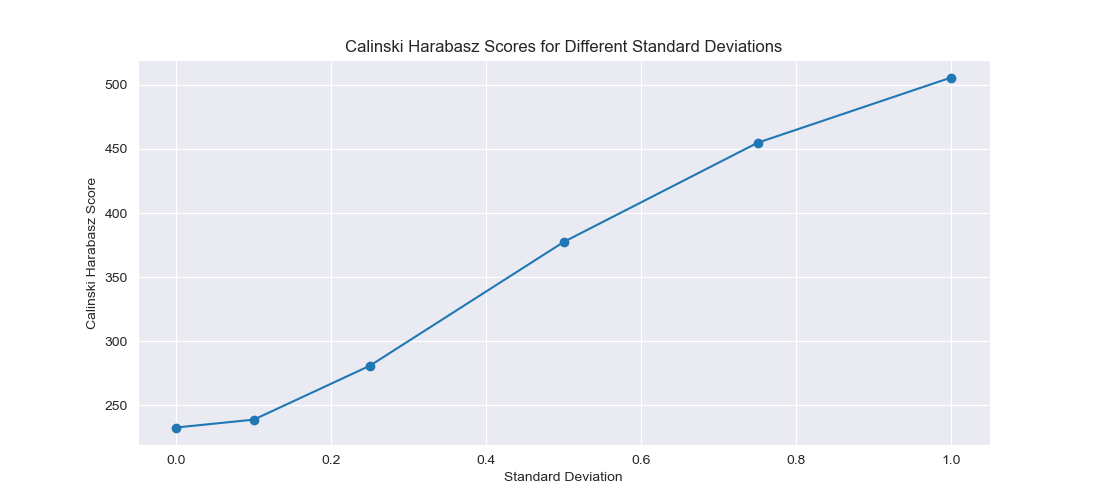 Calinski Harabasz Scores for Different Standard Deviations
Calinski Harabasz Score
500
450
400
350
300
250
0.0 0.2 0.4 0.6 0.8 1.0
Standard Deviation